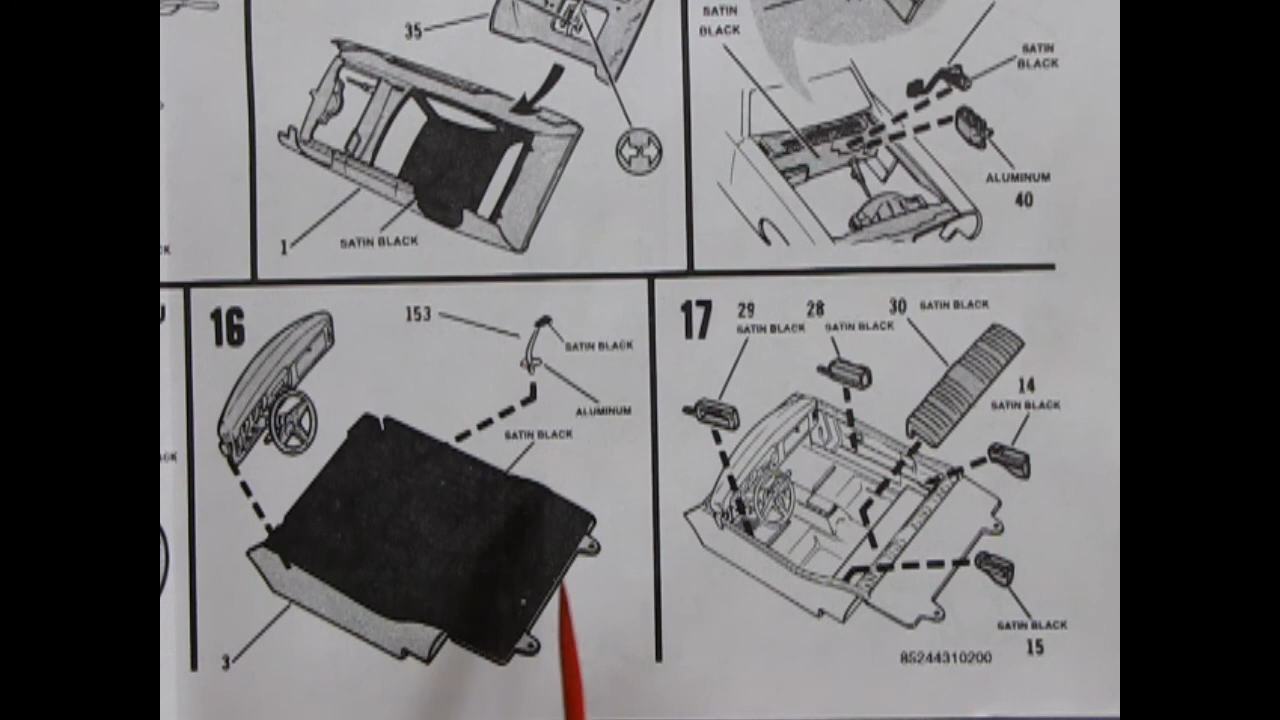 35
1
SATIN BLACK
SATIN
BLACK
SATIN
BLACK
ALUMINUM
40
16
153
SATIN BLACK
ALUMINUM
SATIN BLACK
3
17
29
SATIN BLACK
28
SATIN BLACK
30 SATIN BLACK
14
SATIN BLACK
SATIN BLACK
15
85244310200